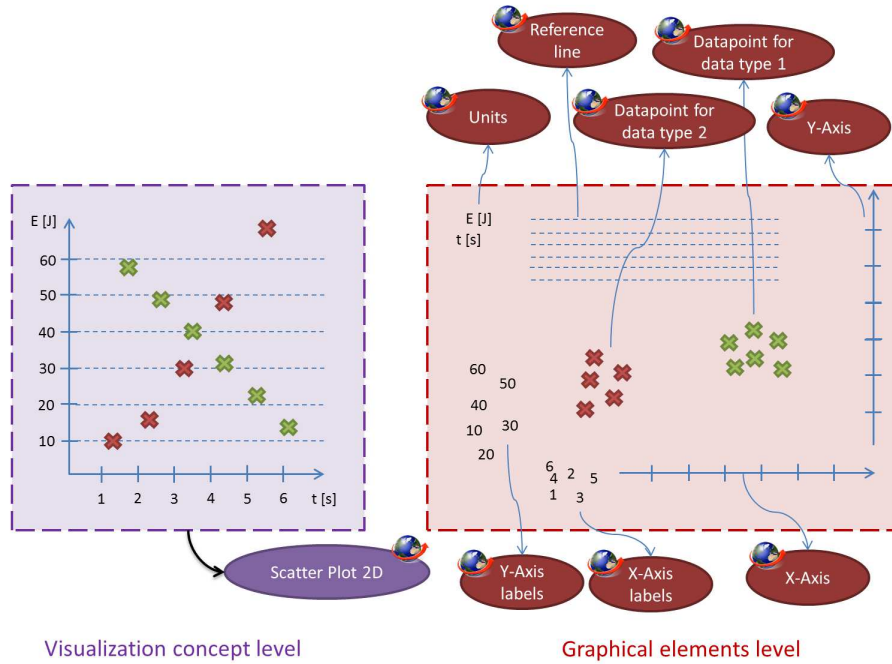 Reference
line
Datapoint for
data type 1
Units
Datapoint for
data type 2
Y-Axis
E [J]
60
50
40
30
20
10
1 2 3 4 5 6 t [s]
E [J]
t [s]
60
50
40
10
30
20
6
4
2
5
1
3
Scatter Plot 2D
Y-Axis
labels
X-Axis
labels
X-Axis
Visualization concept level
Graphical elements level